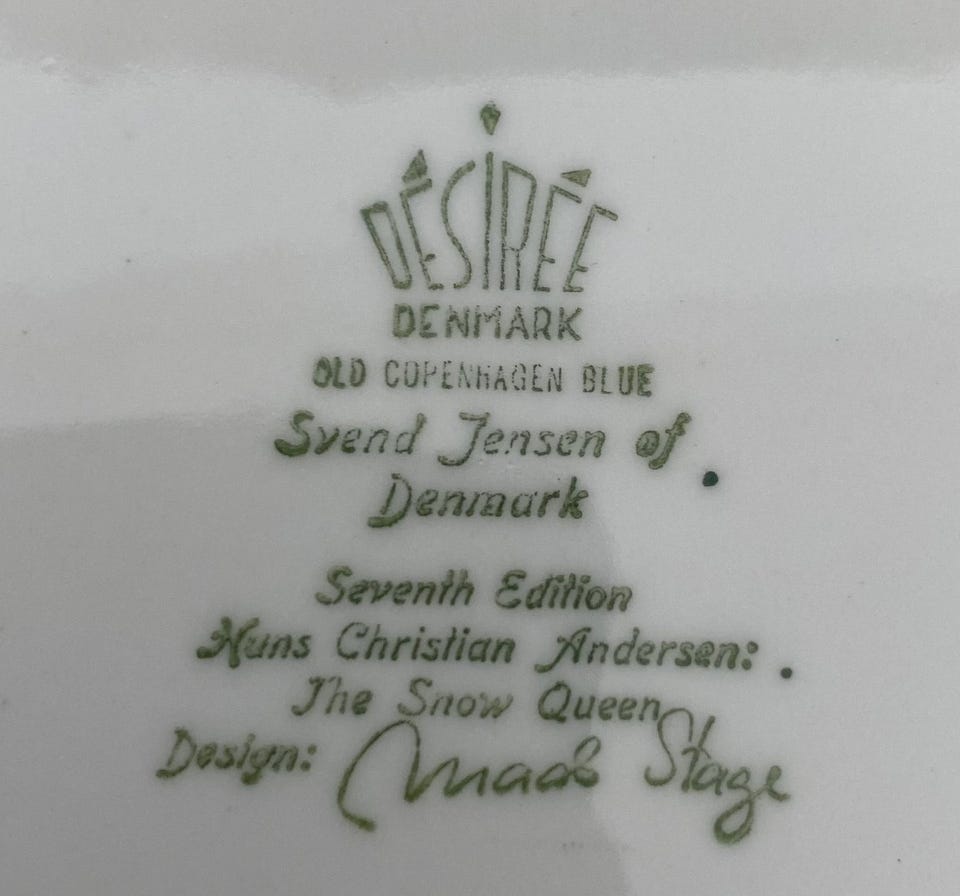 DÉSIRÉE
DENMARK
OLD COPENHAGEN BLUE
Svend Jensen of
Denmark
Seventh Edition
Hans Christian Andersen:
The Snow Queen
Design: Mads Stage